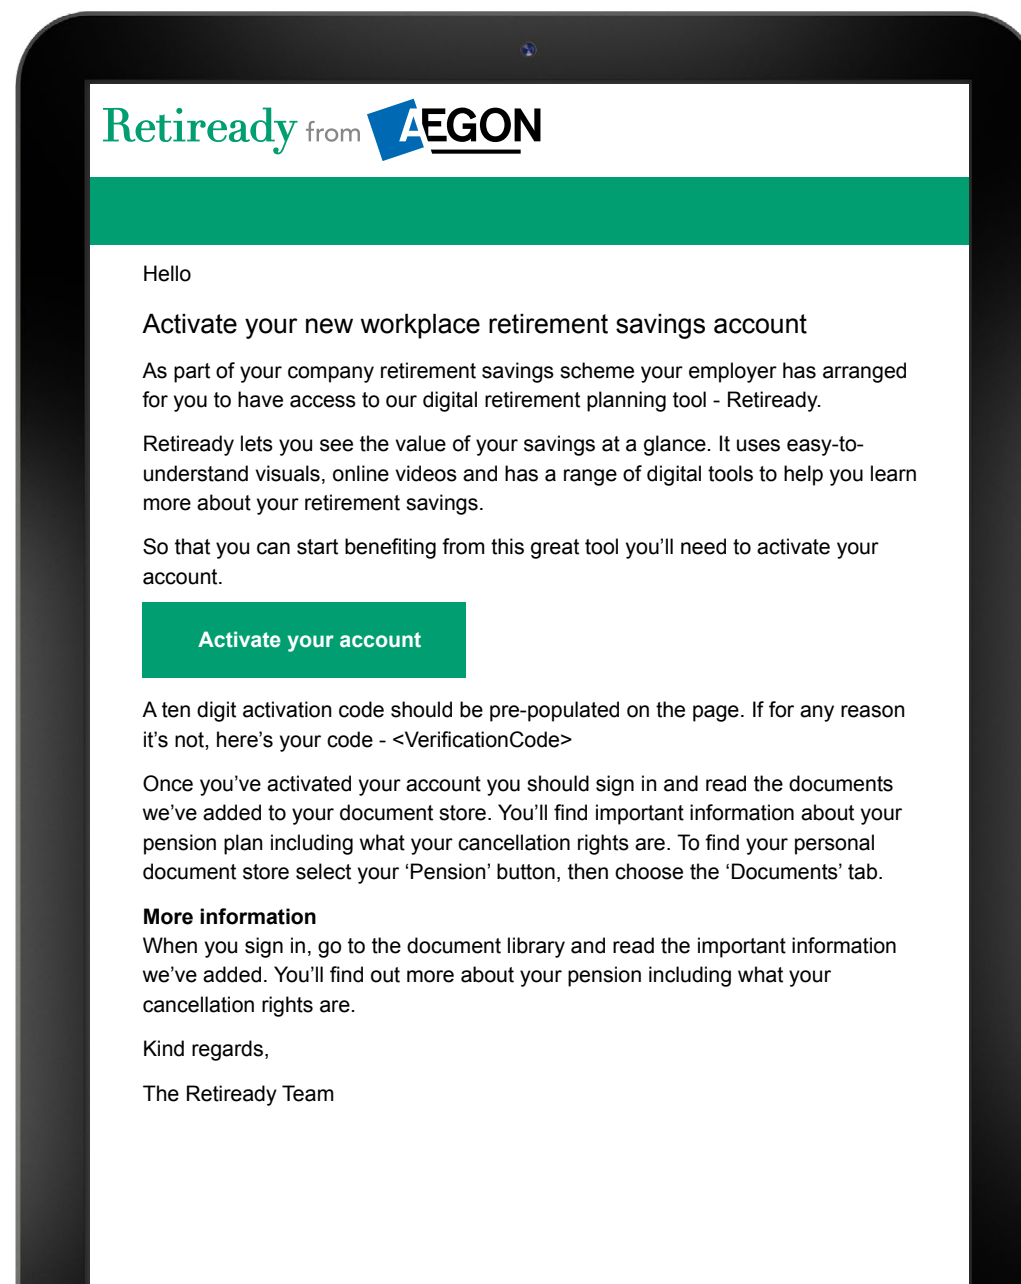 Retiready from AEGON
Hello
Activate your new workplace retirement savings account
As part of your company retirement savings scheme your employer has arranged
for you to have access to our digital retirement planning tool - Retiready.
Retiready lets you see the value of your savings at a glance. It uses easy-to-
understand visuals, online videos and has a range of digital tools to help you learn
more about your retirement savings.
So that you can start benefiting from this great tool you’ll need to activate your
account.
Activate your account
A ten digit activation code should be pre-populated on the page. If for any reason
it’s not, here’s your code - <VerificationCode>
Once you’ve activated your account you should sign in and read the documents
we’ve added to your document store. You’ll find important information about your
pension plan including what your cancellation rights are. To find your personal
document store select your ‘Pension’ button, then choose the ‘Documents’ tab.
More information
When you sign in, go to the document library and read the important information
we’ve added. You’ll find out more about your pension including what your
cancellation rights are.
Kind regards,
The Retiready Team